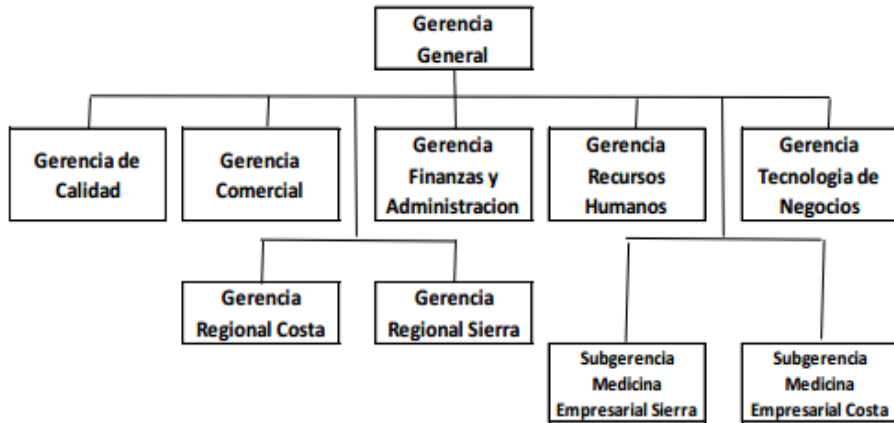 Gerencia
General
Gerencia de
Calidad
Gerencia
Comercial
Gerencia
Finanzas y
Administracion
Gerencia
Recursos
Humanos
Gerencia
Tecnologia de
Negocios
Gerencia
Regional Costa
Gerencia
Regional Sierra
Subgerencia
Medicina
Empresarial Sierra
Subgerencia
Medicina
Empresarial Costa